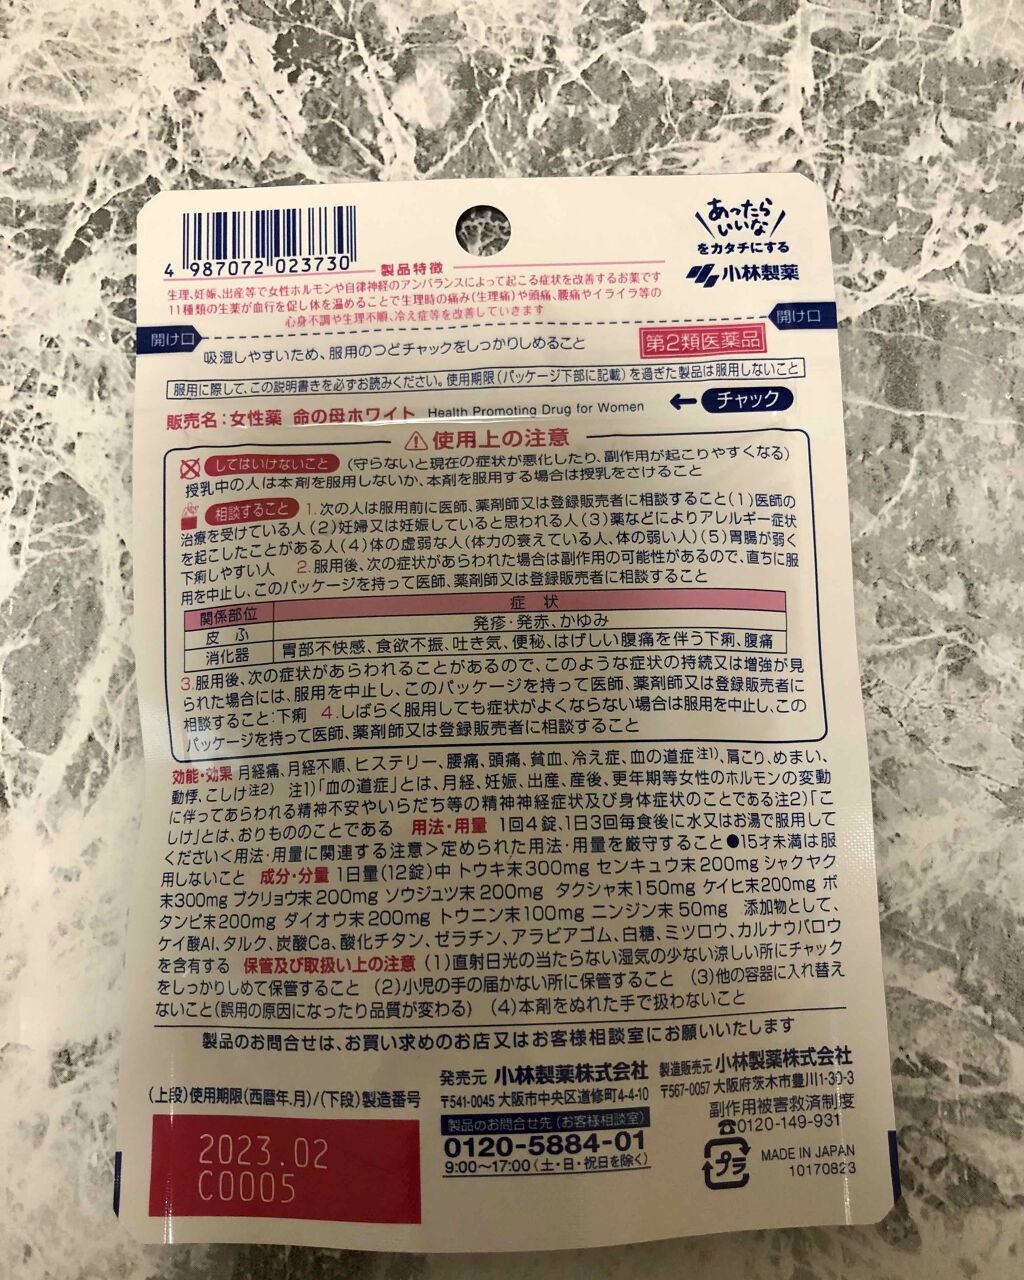 あったら
いいな
をカタチにする
小林製薬
4 987072 023730
製品特徴
生理、妊娠、出産等で女性ホルモンや自律神経のアンバランスによって起こる症状を改善するお薬です
11種類の生薬が血行を促し体を温めることで生理時の痛み(生理痛)や頭痛、腰痛やイライラ等の
心身不調や生理不順、冷え症等を改善していきます
開け口
開け口
吸湿しやすいため、服用のつどチャックをしっかりしめること
第2類医薬品
服用に際して、この説明書きを必ずお読みください。使用期限(パッケージ下部に記載)を過ぎた製品は服用しないこと
販売名:女性薬 命の母ホワイト Health Promoting Drug for Women
←チャック
使用上の注意
してはいけないこと (守らないと現在の症状が悪化したり、副作用が起こりやすくなる)
授乳中の人は本剤を服用しないか、本剤を服用する場合は授乳をさけること
相談すること 1.次の人は服用前に医師、薬剤師又は登録販売者に相談すること(1)医師の
治療を受けている人(2)妊婦又は妊娠していると思われる人(3)薬などによりアレルギー症状
を起こしたことがある人(4)体の虚弱な人(体力の衰えている人、体の弱い人)(5)胃腸が弱く
下痢しやすい人 2.服用後、次の症状があらわれた場合は副作用の可能性があるので、直ちに服
用を中止し、このパッケージを持って医師、薬剤師又は登録販売者に相談すること
関係部位 症 状
皮 ふ 発疹・発赤、かゆみ
消化器 胃部不快感、食欲不振、吐き気、便秘、はげしい腹痛を伴う下痢、腹痛
3.服用後、次の症状があらわれることがあるので、このような症状の持続又は増強が見
られた場合には、服用を中止し、このパッケージを持って医師、薬剤師又は登録販売者に
相談すること:下痢 4.しばらく服用しても症状がよくならない場合は服用を中止し、この
パッケージを持って医師、薬剤師又は登録販売者に相談すること
効能・効果 月経痛、月経不順、ヒステリー、腰痛、頭痛、貧血、冷え症、血の道症注1)、肩こり、めまい、
動悸、こしけ注2) 注1)「血の道症」とは、月経、妊娠、出産、産後、更年期等女性のホルモンの変動
に伴ってあらわれる精神不安やいらだち等の精神神経症状及び身体症状のことである注2)「こ
しけ」とは、おりもののことである 用法・用量 1回4錠、1日3回毎食後に水又はお湯で服用して
ください<用法・用量に関連する注意>定められた用法・用量を厳守すること●15才未満は服
用しないこと 成分・分量 1日量(12錠)中 トウキ末300mg センキュウ末200mg シャクヤク
末300mg ブクリョウ末200mg ソウジュツ末200mg タクシャ末150mg ケイヒ末200mg ボ
タンピ末200mg ダイオウ末200mg トウニン末100mg ニンジン末50mg 添加物として、
ケイ酸Al、タルク、炭酸Ca、酸化チタン、ゼラチン、アラビアゴム、白糖、ミツロウ、カルナウバロウ
を含有する 保管及び取扱い上の注意 (1)直射日光の当たらない湿気の少ない涼しい所にチャック
をしっかりしめて保管すること (2)小児の手の届かない所に保管すること (3)他の容器に入れ替え
ないこと(誤用の原因になったり品質が変わる) (4)本剤をぬれた手で扱わないこと
製品のお問合せは、お買い求めのお店又はお客様相談室にお願いいたします
(上段)使用期限(西暦年.月)/(下段)製造番号
2023.02
C0005
発売元 小林製薬株式会社
〒541-0045 大阪市中央区道修町4-4-10
製品のお問合せ先(お客様相談室)
0120-5884-01
9:00〜17:00(土・日・祝日を除く)
製造販売元 小林製薬株式会社
〒567-0057 大阪府茨木市豊川1-30-3
副作用被害救済制度
☎0120-149-931
プラ
MADE IN JAPAN
10170823